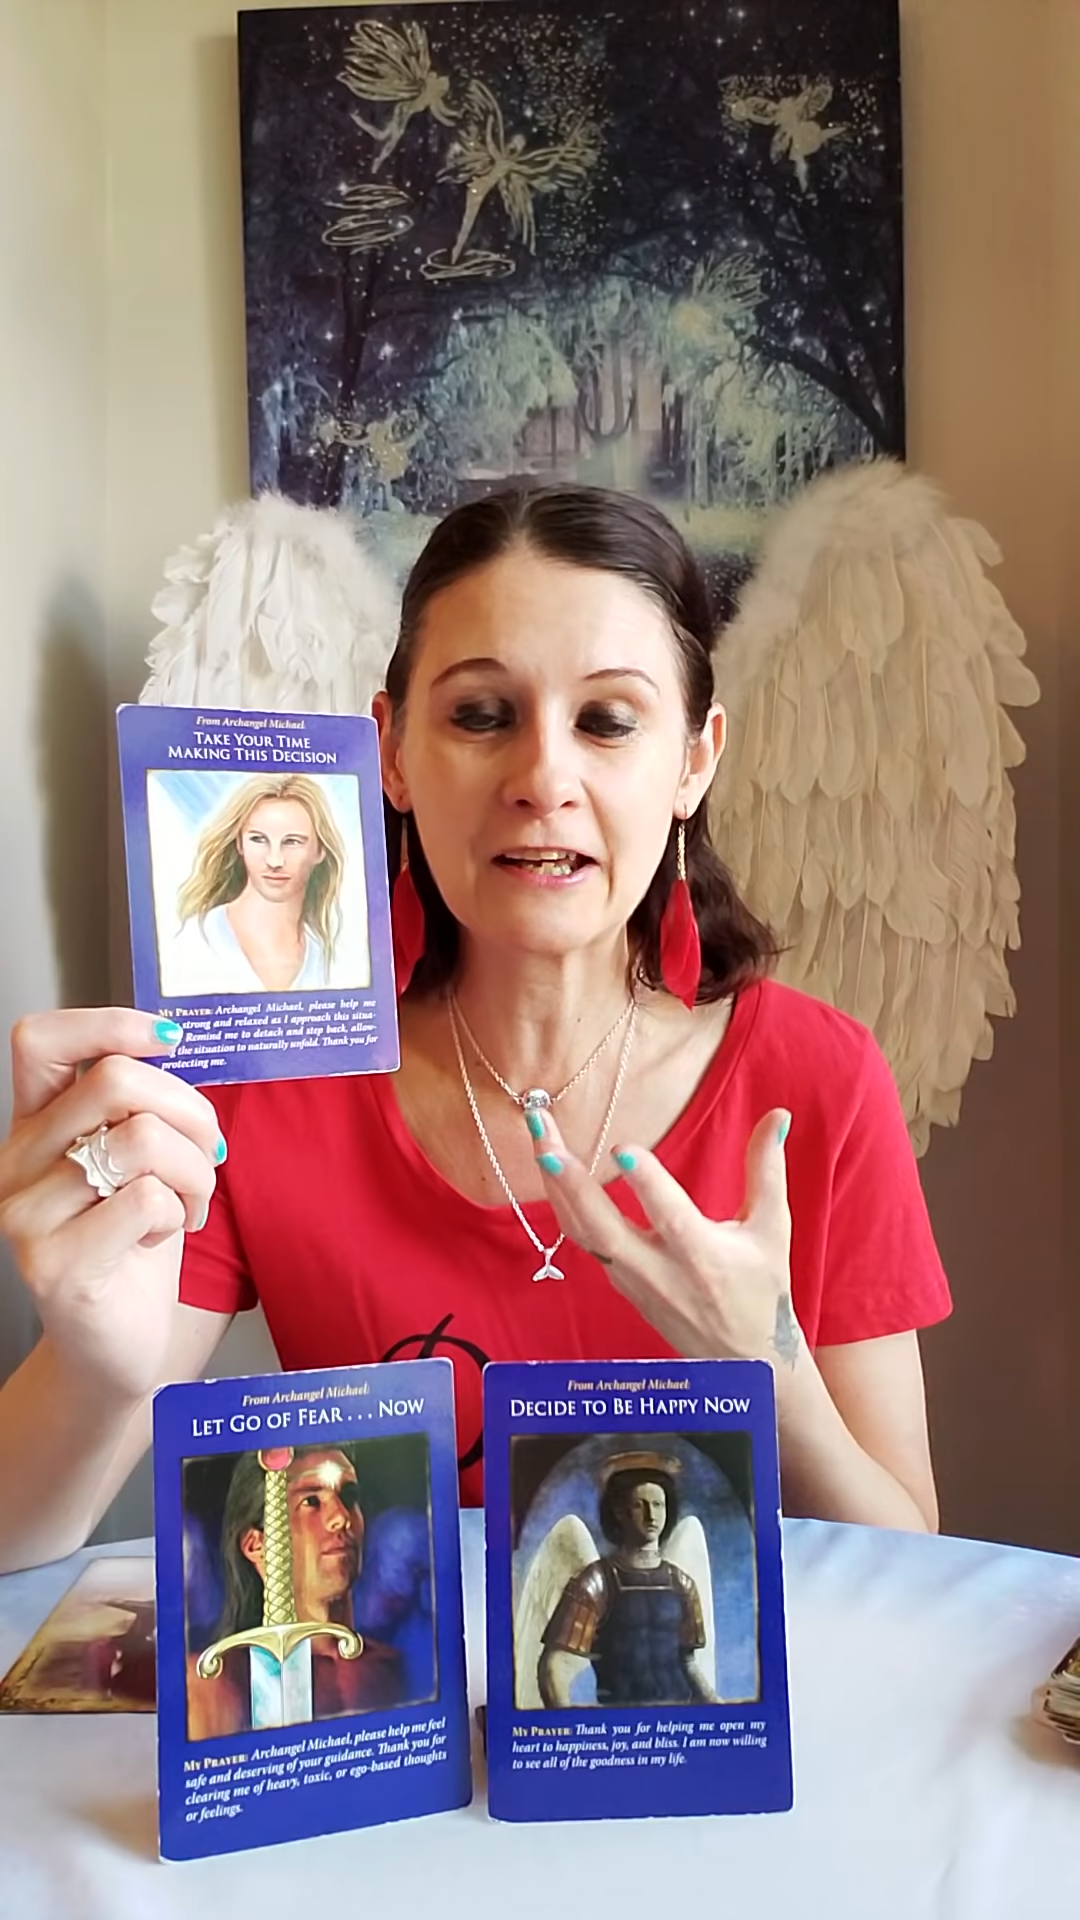 From Archangel Michael:
TAKE YOUR TIME
MAKING THIS DECISION
MY PRAYER: Archangel Michael, please help me
strong and relaxed as I approach this situa-
Remind me to detach and step back, allow-
the situation to naturally unfold. Thank you for
protecting me.
From Archangel Michael:
LET GO OF FEAR . . . NOW
MY PRAYER: Archangel Michael, please help me feel
safe and deserving of your guidance. Thank you for
clearing me of heavy, toxic, or ego-based thoughts
or feelings.
From Archangel Michael:
DECIDE TO BE HAPPY NOW
MY PRAYER: Thank you for helping me open my
heart to happiness, joy, and bliss. I am now willing
to see all of the goodness in my life.